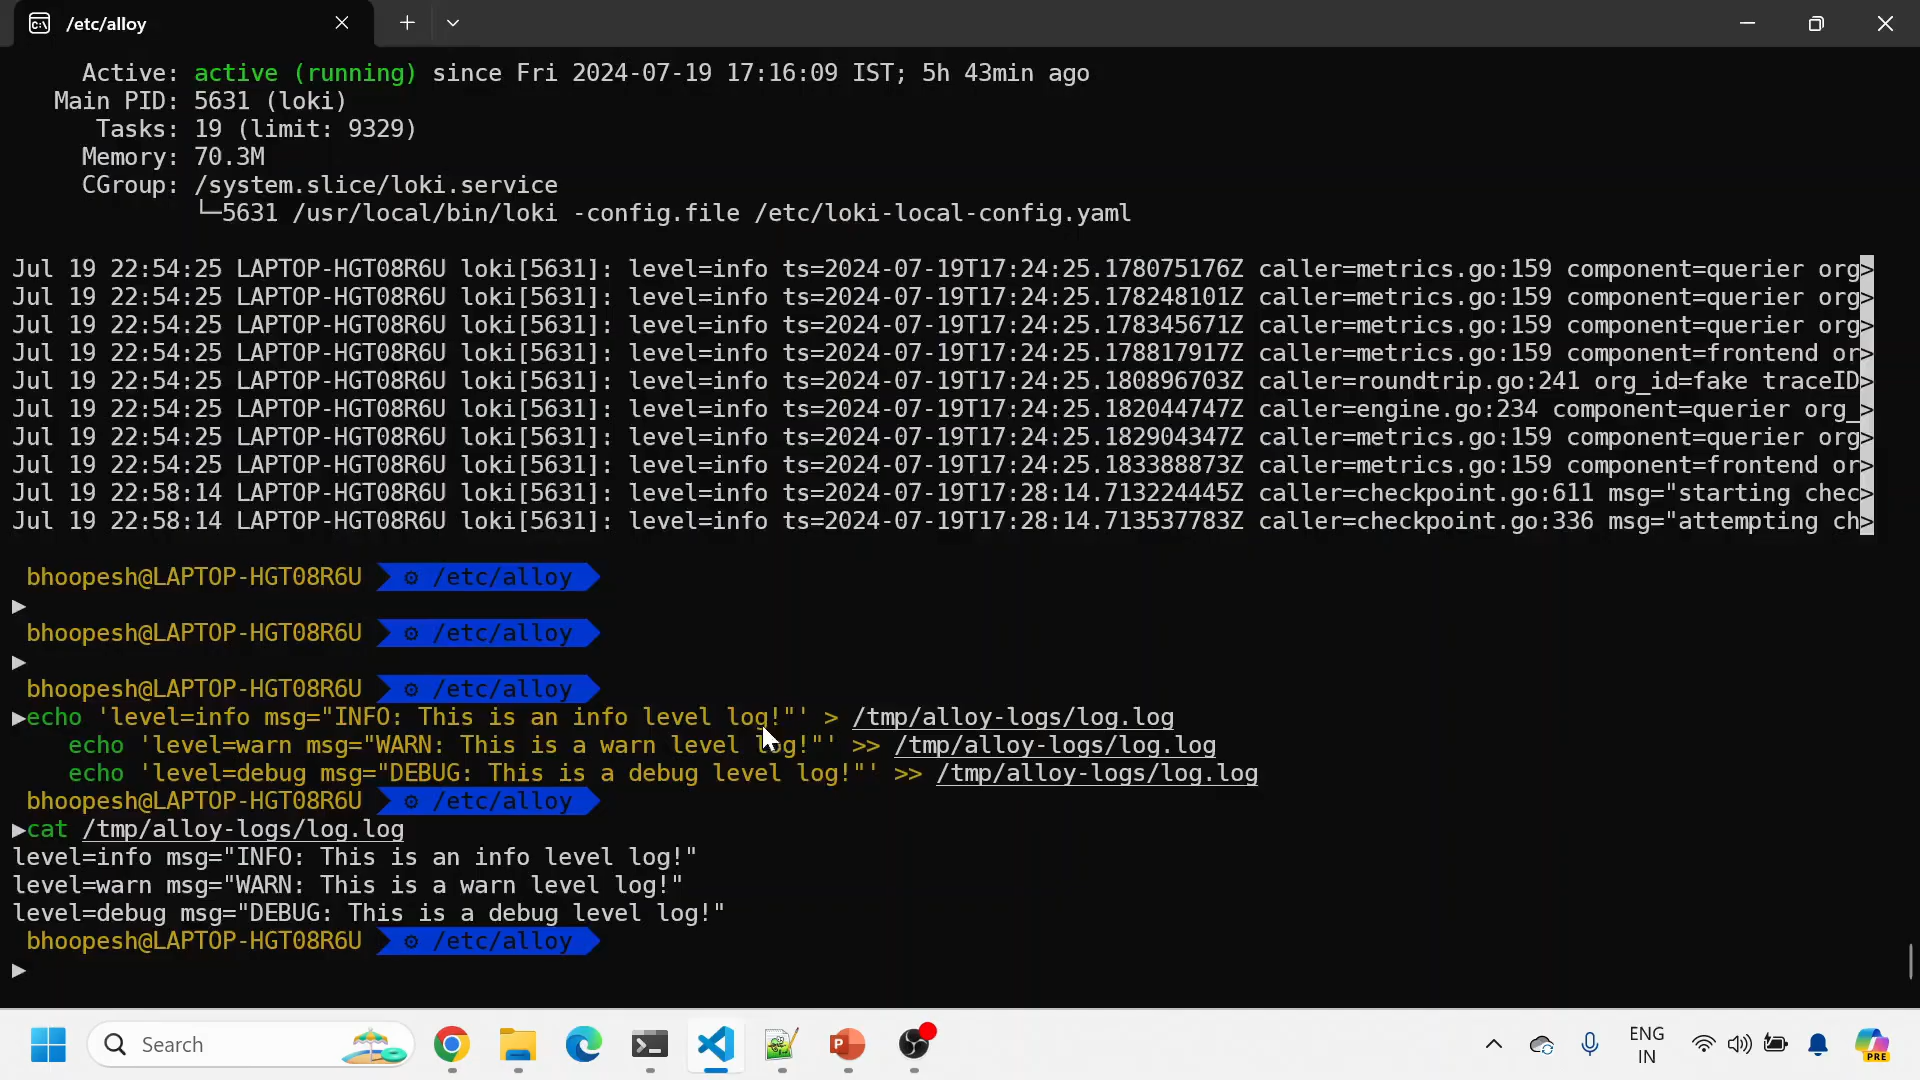 /etc/alloy
Active: active (running) since Fri 2024-07-19 17:16:09 IST; 5h 43min ago
Main PID: 5631 (loki)
Tasks: 19 (limit: 9329)
Memory: 70.3M
CGroup: /system.slice/loki.service
└─5631 /usr/local/bin/loki -config.file /etc/loki-local-config.yaml
Jul 19 22:54:25 LAPTOP-HGT08R6U loki[5631]: level=info ts=2024-07-19T17:24:25.178075176Z caller=metrics.go:159 component=querier org>
Jul 19 22:54:25 LAPTOP-HGT08R6U loki[5631]: level=info ts=2024-07-19T17:24:25.178248101Z caller=metrics.go:159 component=querier org>
Jul 19 22:54:25 LAPTOP-HGT08R6U loki[5631]: level=info ts=2024-07-19T17:24:25.178345671Z caller=metrics.go:159 component=querier org>
Jul 19 22:54:25 LAPTOP-HGT08R6U loki[5631]: level=info ts=2024-07-19T17:24:25.178817917Z caller=metrics.go:159 component=frontend or>
Jul 19 22:54:25 LAPTOP-HGT08R6U loki[5631]: level=info ts=2024-07-19T17:24:25.180896703Z caller=roundtrip.go:241 org_id=fake traceID>
Jul 19 22:54:25 LAPTOP-HGT08R6U loki[5631]: level=info ts=2024-07-19T17:24:25.182044747Z caller=engine.go:234 component=querier org_>
Jul 19 22:54:25 LAPTOP-HGT08R6U loki[5631]: level=info ts=2024-07-19T17:24:25.182904347Z caller=metrics.go:159 component=querier org>
Jul 19 22:54:25 LAPTOP-HGT08R6U loki[5631]: level=info ts=2024-07-19T17:24:25.183388873Z caller=metrics.go:159 component=frontend or>
Jul 19 22:58:14 LAPTOP-HGT08R6U loki[5631]: level=info ts=2024-07-19T17:28:14.713224445Z caller=checkpoint.go:611 msg="starting chec>
Jul 19 22:58:14 LAPTOP-HGT08R6U loki[5631]: level=info ts=2024-07-19T17:28:14.713537783Z caller=checkpoint.go:336 msg="attempting ch>
bhoopesh@LAPTOP-HGT08R6U /etc/alloy
bhoopesh@LAPTOP-HGT08R6U /etc/alloy
bhoopesh@LAPTOP-HGT08R6U /etc/alloy
echo 'level=info msg="INFO: This is an info level log!"' > /tmp/alloy-logs/log.log
echo 'level=warn msg="WARN: This is a warn level log!"' >> /tmp/alloy-logs/log.log
echo 'level=debug msg="DEBUG: This is a debug level log!"' >> /tmp/alloy-logs/log.log
bhoopesh@LAPTOP-HGT08R6U /etc/alloy
cat /tmp/alloy-logs/log.log
level=info msg="INFO: This is an info level log!"
level=warn msg="WARN: This is a warn level log!"
level=debug msg="DEBUG: This is a debug level log!"
bhoopesh@LAPTOP-HGT08R6U /etc/alloy
Search
ENG
IN
PRE